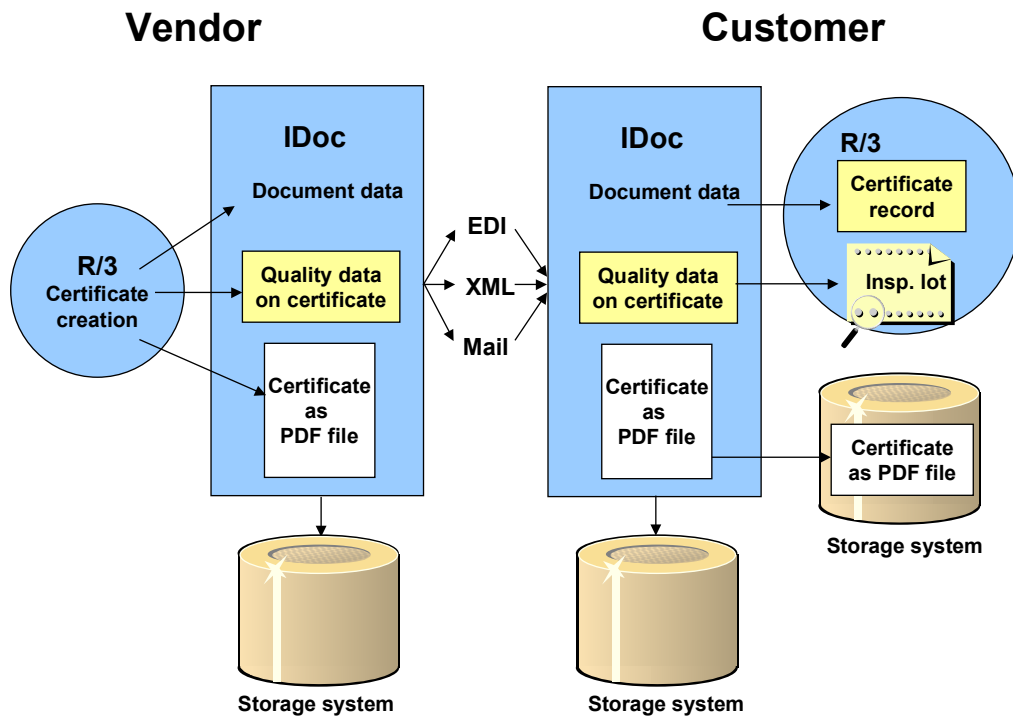 Vendor
Customer
IDoc
Document data
Quality data
on certificate
Certificate
as
PDF file
R/3
Certificate
creation
Storage system
EDI
XML
Mail
IDoc
Document data
Quality data
on certificate
Certificate
as
PDF file
Storage system
R/3
Certificate
record
Insp. lot
Certificate
as PDF file
Storage system